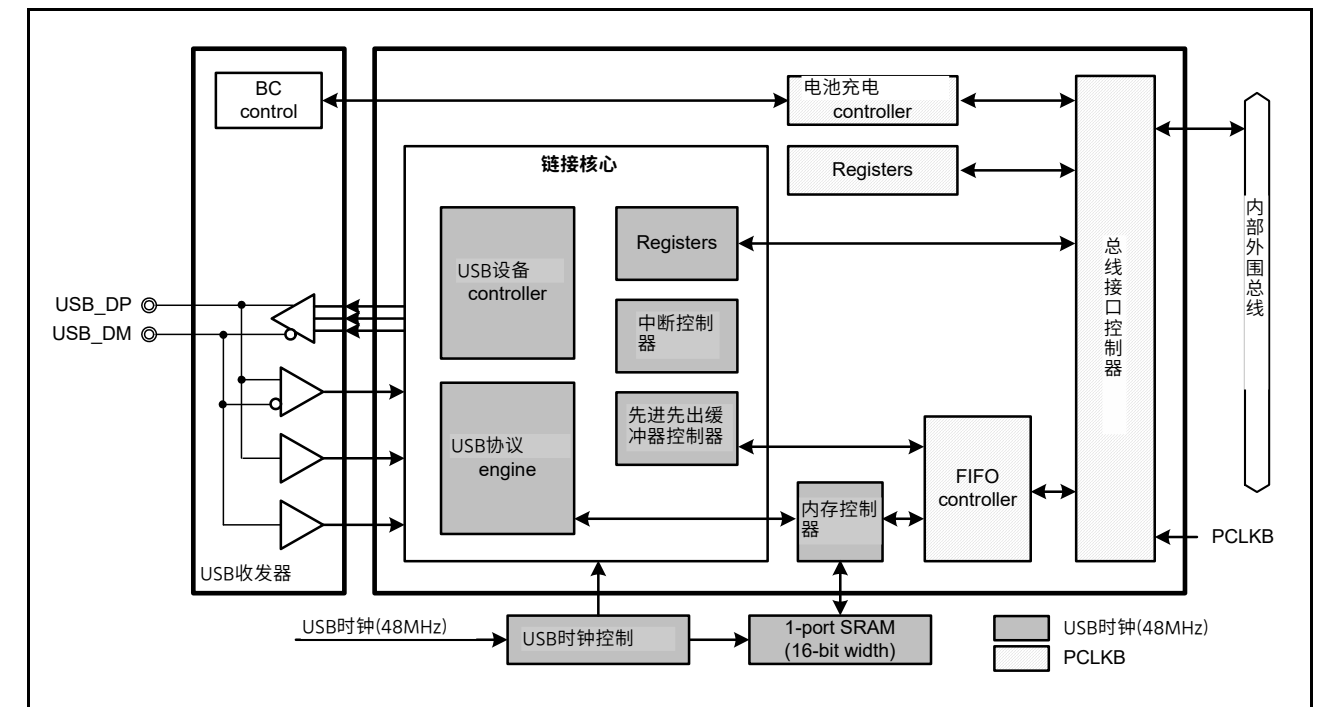 BC
control
电池充电
controller
链接核心
Registers
USB设备
controller
Registers
内部外围总线
总线接口控制器
USB_DP
USB_DM
中断控制
器
先进先出缓
冲器控制器
USB协议
engine
FIFO
controller
内存控制
器
PCLKB
USB收发器
USB时钟(48MHz)
USB时钟控制
1-port SRAM
(16-bit width)
USB时钟(48MHz)
PCLKB